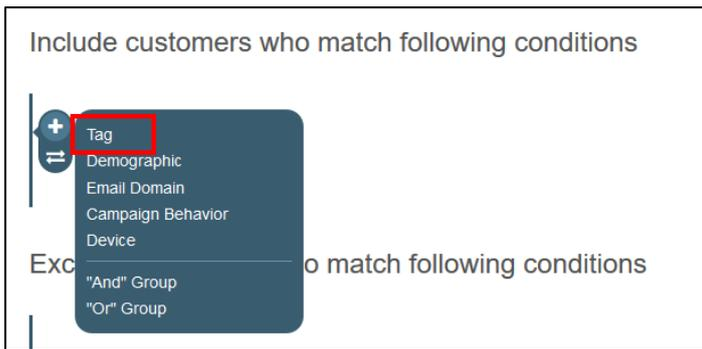 Include customers who match following conditions
Tag
Demographic
Email Domain
Campaign Behavior
Device
Exc o match following conditions
"And" Group
"Or" Group